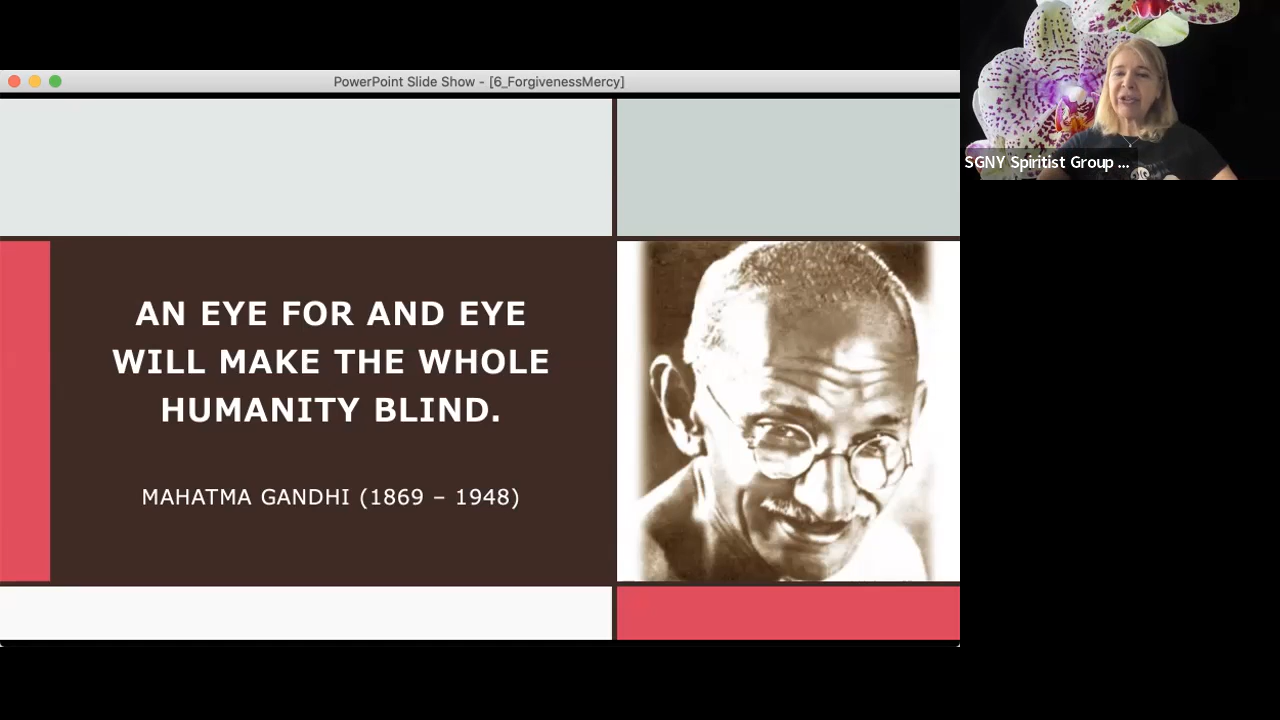 PowerPoint Slide Show - [6_ForgivenessMercy]
SGNY Spiritist Group ...
AN EYE FOR AND EYE
WILL MAKE THE WHOLE
HUMANITY BLIND.
MAHATMA GANDHI (1869 – 1948)